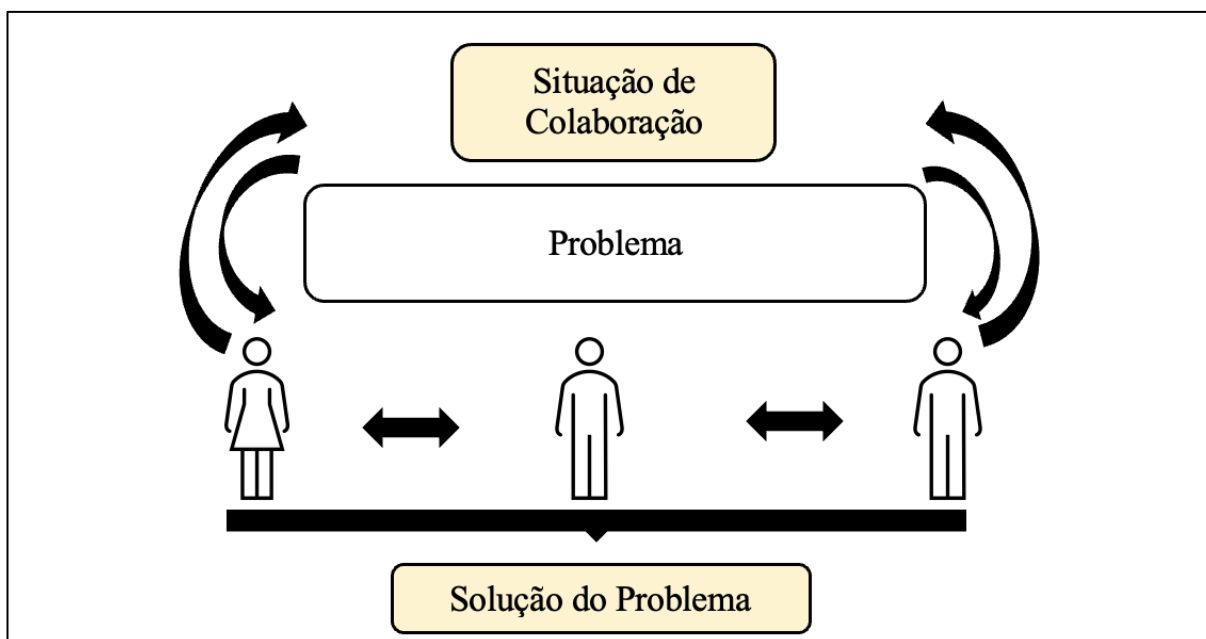 Situação de
Colaboração
Problema
Solução do Problema